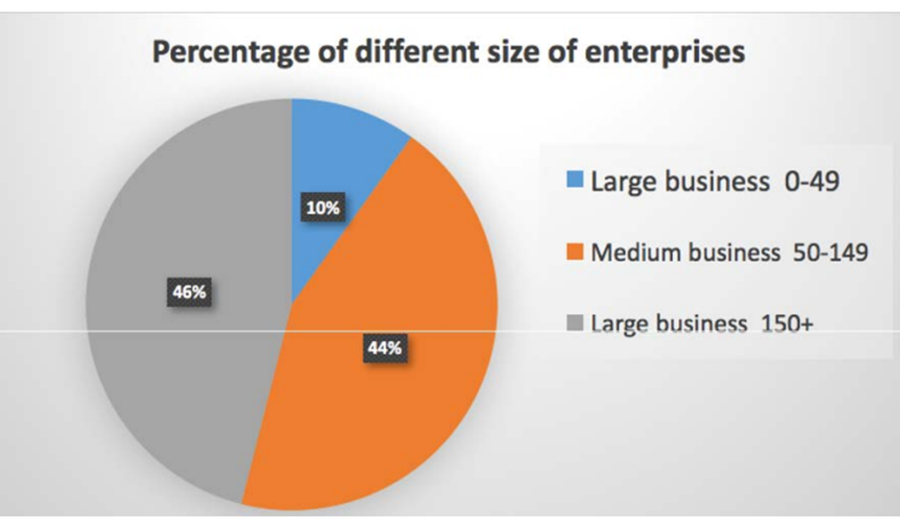 Percentage of different size of enterprises
10%
46%
44%
Large business 0-49
Medium business 50-149
Large business 150+